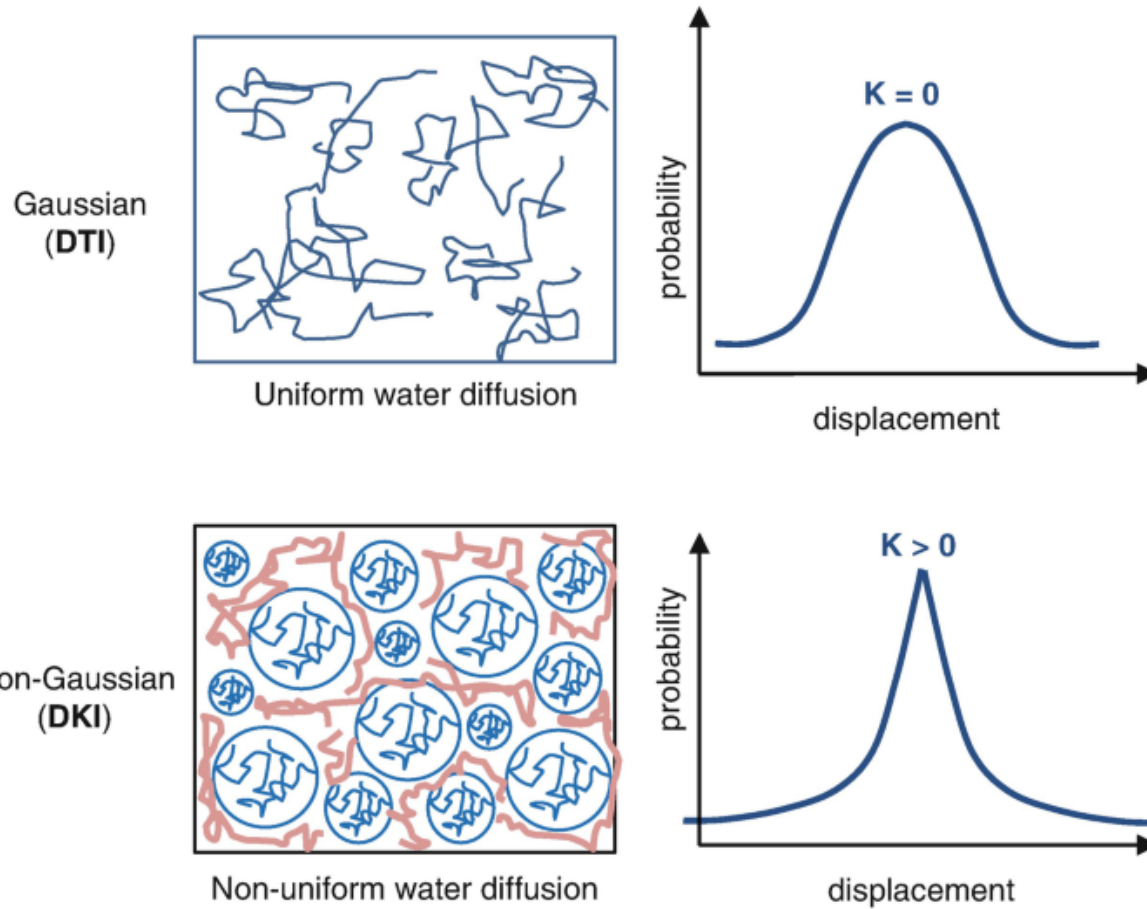 Gaussian
(DTI)
Uniform water diffusion
K = 0
probability
displacement
on-Gaussian
(DKI)
Non-uniform water diffusion
K > 0
probability
displacement